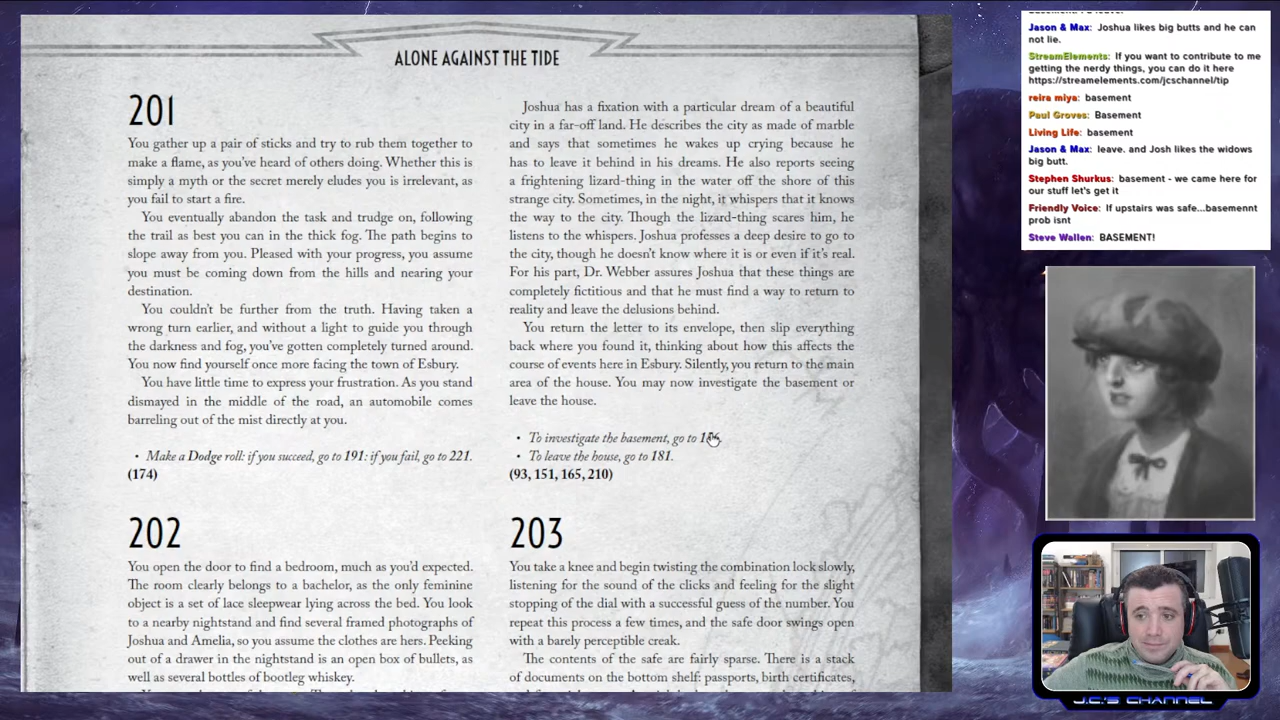 ALONE AGAINST THE TIDE
201
You gather up a pair of sticks and try to rub them together to
make a flame, as you've heard of others doing. Whether this is
simply a myth or the secret merely eludes you is irrelevant, as
you fail to start a fire.
You eventually abandon the task and trudge on, following
the trail as best you can in the thick fog. The path begins to
slope away from you. Pleased with your progress, you assume
you must be coming down from the hills and nearing your
destination.
You couldn't be further from the truth. Having taken a
wrong turn earlier, and without a light to guide you through
the darkness and fog, you've gotten completely turned around.
You now find yourself once more facing the town of Esbury.
You have little time to express your frustration. As you stand
dismayed in the middle of the road, an automobile comes
barreling out of the mist directly at you.
• Make a Dodge roll: if you succeed, go to 191: if you fail, go to 221.
(174)
202
You open the door to find a bedroom, much as you'd expected.
The room clearly belongs to a bachelor, as the only feminine
object is a set of lace sleepwear lying across the bed. You look
to a nearby nightstand and find several framed photographs of
Joshua and Amelia, so you assume the clothes are hers. Peeking
out of a drawer in the nightstand is an open box of bullets, as
well as several bottles of bootleg whisky.
Joshua has a fixation with a particular dream of a beautiful
city in a far-off land. He describes the city as made of marble
and says that sometimes he wakes up crying because he
has to leave it behind in his dreams. He also reports seeing
a frightening lizard-thing in the water off the shore of this
strange city. Sometimes, in the night, it whispers that it knows
the way to the city. Though the lizard-thing scares him, he
listens to the whispers. Joshua professes a deep desire to go to
the city, though he doesn't know where it is or even if it's real.
For his part, Dr. Webber assures Joshua that these things are
completely fictitious and that he must find a way to return to
reality and leave the delusions behind.
You return the letter to its envelope, then slip everything
back where you found it, thinking about how this affects the
course of events here in Esbury. Silently, you return to the main
area of the house. You may now investigate the basement or
leave the house.
• To investigate the basement, go to
• To leave the house, go to 181.
(93, 151, 165, 210)
203
You take a knee and begin twisting the combination lock slowly,
listening for the sound of the clicks and feeling for the slight
stopping of the dial with a successful guess of the number. You
repeat this process a few times, and the safe door swings open
with a barely perceptible creak.
The contents of the safe are fairly sparse. There is a stack
of documents on the bottom shelf: passports, birth certificates,
Jason & Max: Joshua likes big butts and he can
not lie.
StreamElements: If you want to contribute to me
getting the nerdy things, you can do it here
https://streamelements.com/jcschannel/tip
reira miya: basement
Paul Groves: Basement
Living Life: basement
Jason & Max: leave. and Josh likes the widows
big butt.
Stephen Shurkus: basement - we came here for
our stuff let's get it
Friendly Voice: If upstairs was safe...basemennt
prob isnt
Steve Wallen: BASEMENT!
J.C.'S CHANNEL